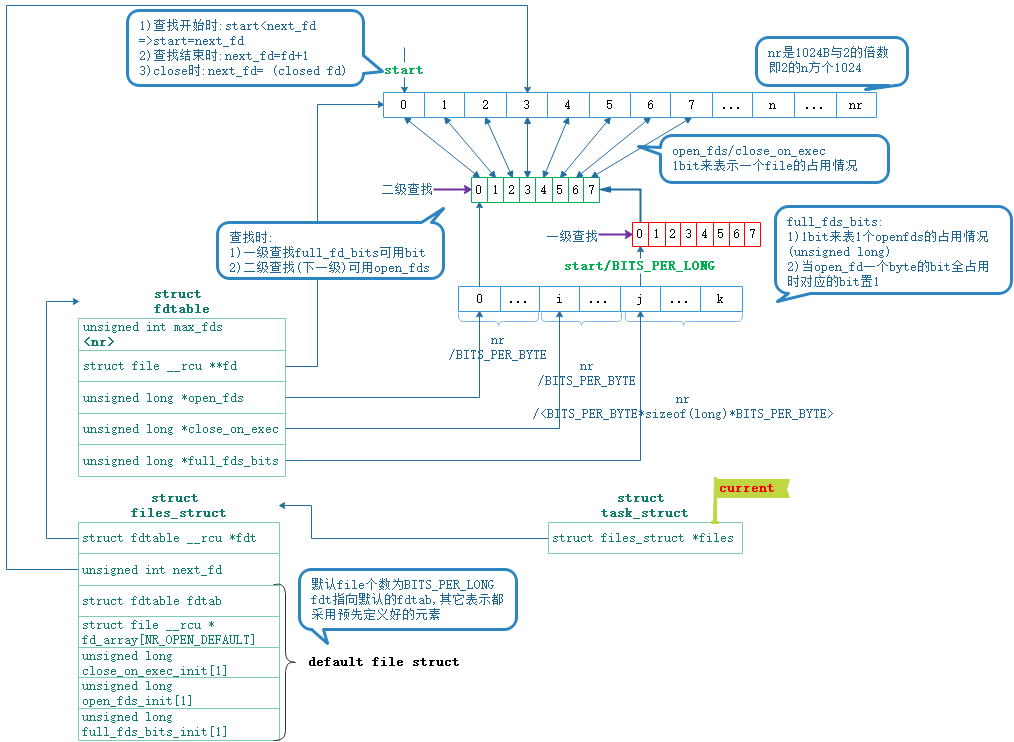 1)查找开始时:start<next_fd
=>start=next_fd
2)查找结束时:next_fd=fd+1
3)close时:next_fd= (closed fd)
start
nr是1024B与2的倍数
即2的n方个1024
0 1 2 3 4 5 6 7 ... n ... nr
open_fds/close_on_exec
1bit来表示一个file的占用情况
二级查找
0 1 2 3 4 5 6 7
查找时:
1)一级查找full_fd_bits可用bit
2)二级查找(下一级)可用open_fds
一级查找
0 1 2 3 4 5 6 7
start/BITS_PER_LONG
full_fds_bits:
1)1bit来表1个openfds的占用情况
(unsigned long)
2)当open_fd一个byte的bit全占用
时对应的bit置1
0 ... i ... j ... k
nr
/BITS_PER_BYTE
nr
/BITS_PER_BYTE
nr
/<BITS_PER_BYTE*sizeof(long)*BITS_PER_BYTE>
struct
fdtable
unsigned int max_fds
<nr>
struct file __rcu **fd
unsigned long *open_fds
unsigned long *close_on_exec
unsigned long *full_fds_bits
struct
files_struct
struct fdtable __rcu *fdt
unsigned int next_fd
struct fdtable fdtab
struct file __rcu *
fd_array[NR_OPEN_DEFAULT]
unsigned long
close_on_exec_init[1]
unsigned long
open_fds_init[1]
unsigned long
full_fds_bits_init[1]
current
struct
task_struct
struct files_struct *files
默认file个数为BITS_PER_LONG
fdt指向默认的fdtab,其它表示都
采用预先定义好的元素
default file struct